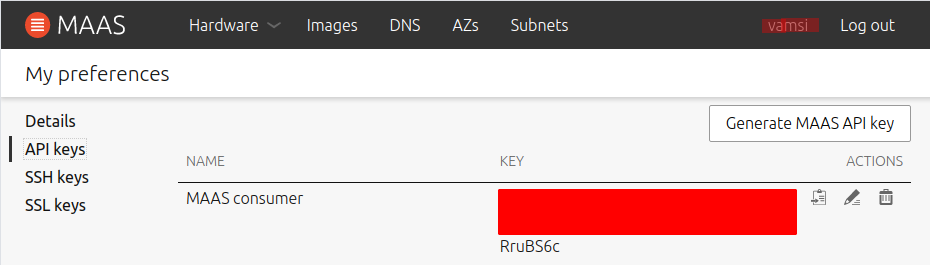 MAAS Hardware Images DNS AZs Subnets vamsi Log out
My preferences
Details
Generate MAAS API key
API keys
NAME KEY ACTIONS
SSH keys
SSL keys
MAAS consumer
RruBS6c